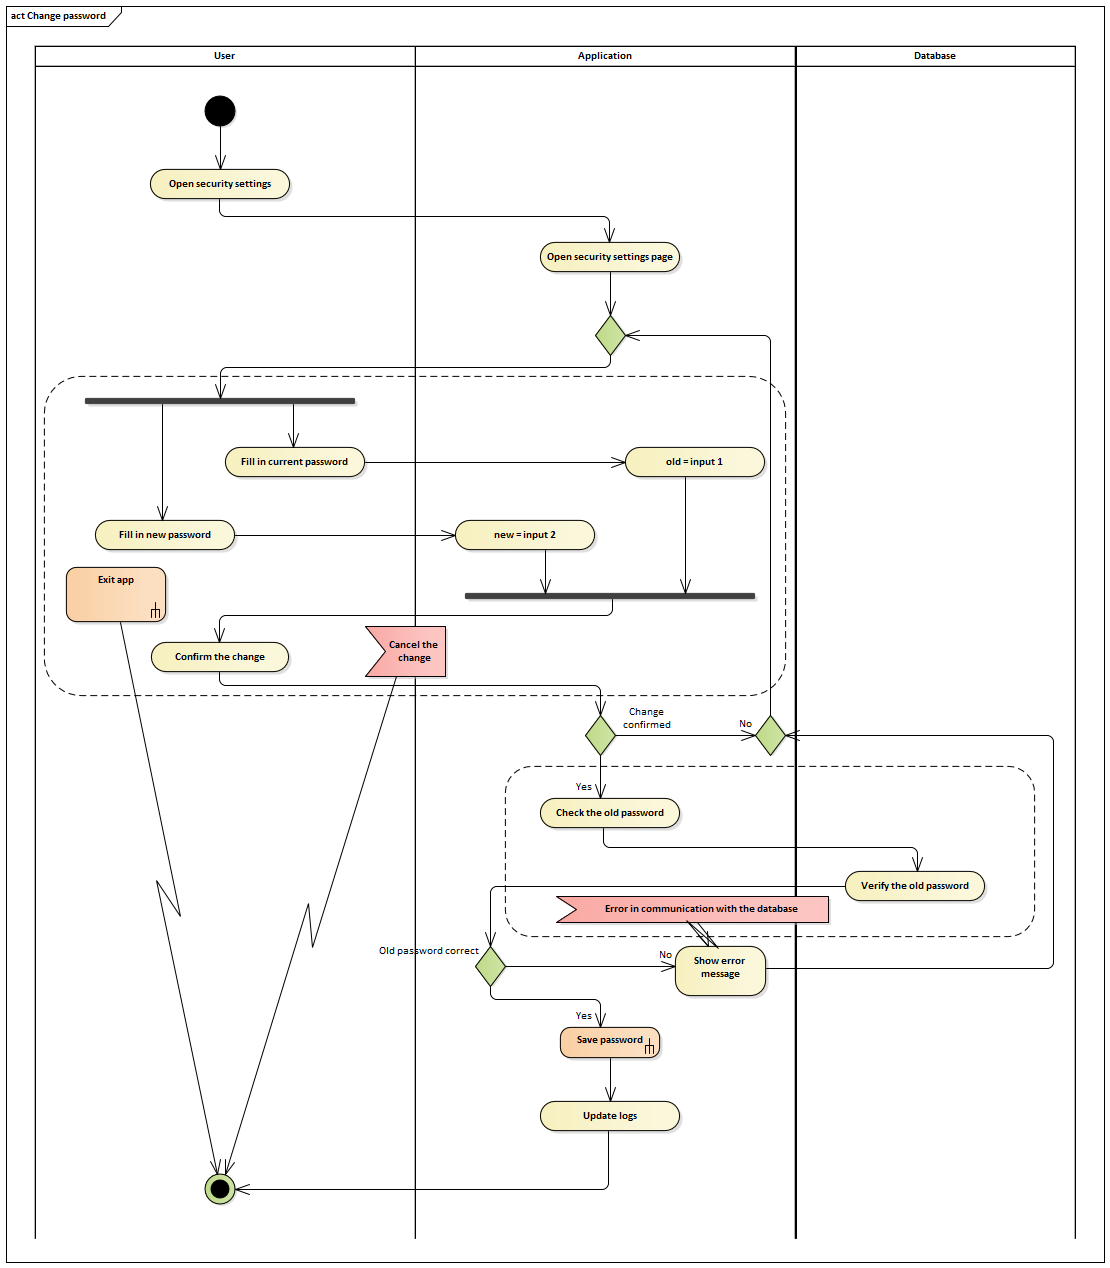 act Change password
User
Application
Database
Open security settings
Open security settings page
Fill in current password
old = input 1
Fill in new password
new = input 2
Exit app
Confirm the change
Cancel the
change
Change
confirmed
No
Yes
Check the old password
Verify the old password
Error in communication with the database
Old password correct
No
Show error
message
Yes
Save password
Update logs